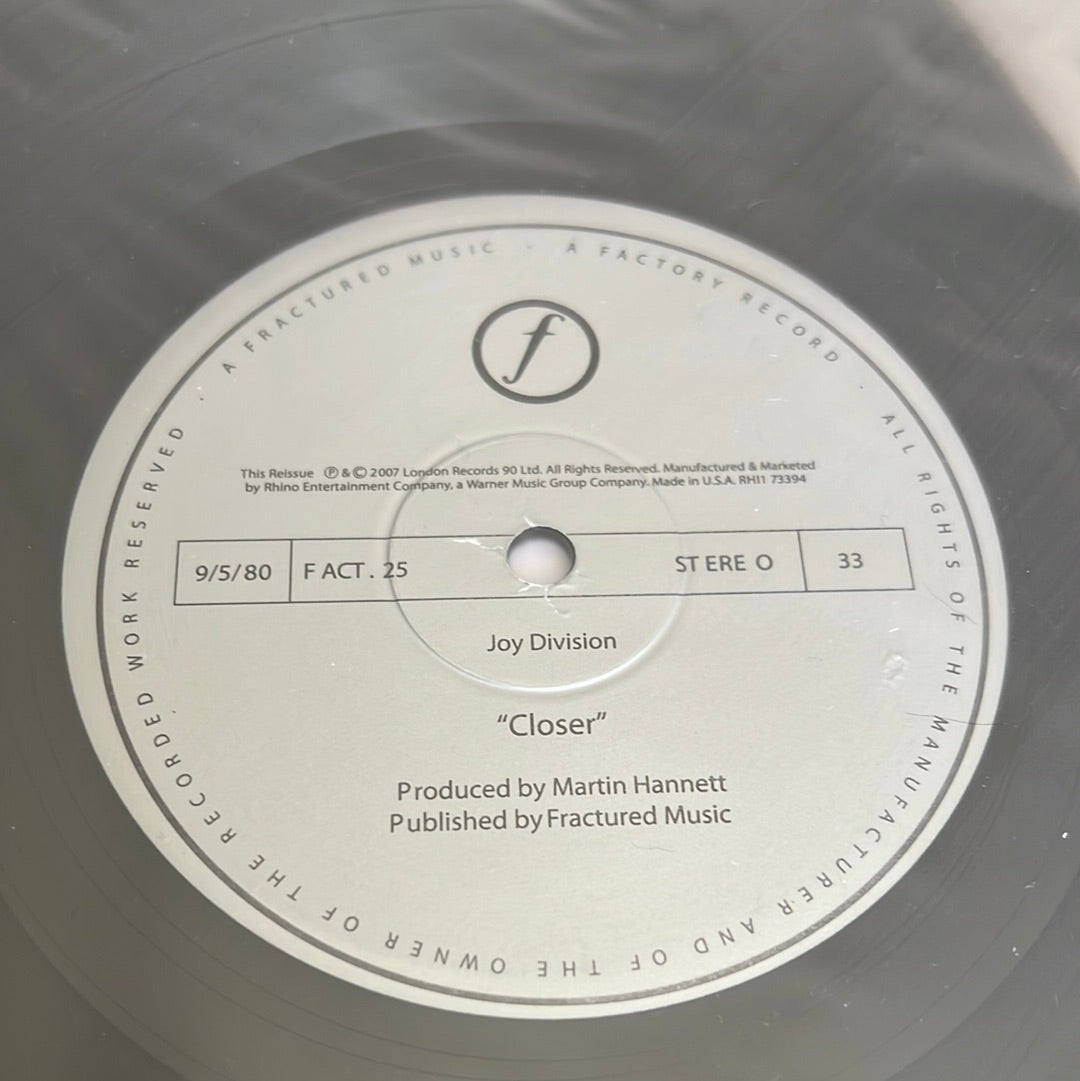 A FRACTURED MUSIC · A FACTORY RECORD · ALL RIGHTS OF THE MANUFACTURER AND OF THE OWNER OF THE RECORDED WORK RESERVED ·
f
This Reissue ℗ & © 2007 London Records 90 Ltd. All Rights Reserved. Manufactured & Marketed
by Rhino Entertainment Company, a Warner Music Group Company. Made in U.S.A. RHI1 73394
9/5/80 F ACT . 25 ST ERE O 33
Joy Division
“Closer”
Produced by Martin Hannett
Published by Fractured Music